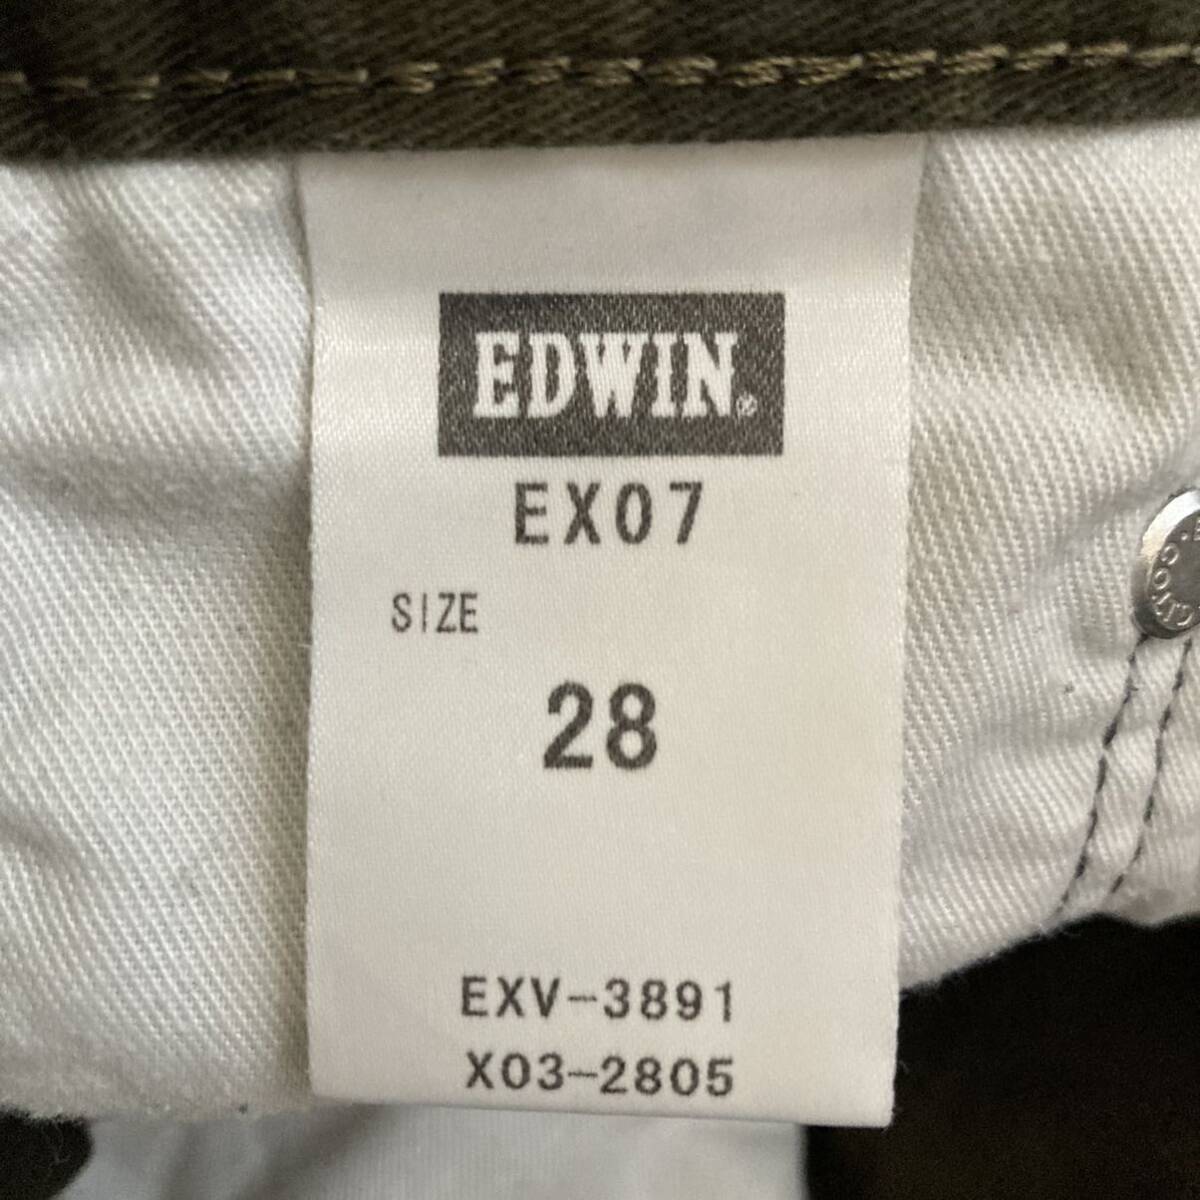 EDWIN®
EX07
SIZE
28
EXV-3891
X03-2805